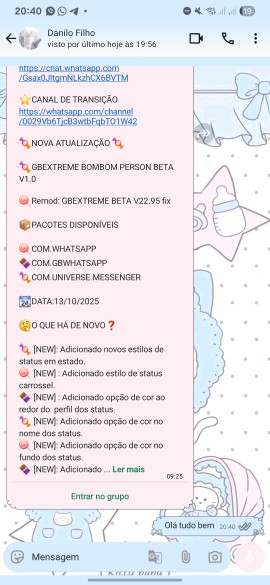 20:40
19
Danilo Filho
visto por último hoje às 19:56
https://chat.whatsapp.com
/Gsax0JltgmNLkzhCX6BVTM
⭐CANAL DE TRANSIÇÃO
https://whatsapp.com/channel
/0029Vb6TjcB3wtbFqbTO1W42
🍬NOVA ATUALIZAÇÃO 🍬
🍬GBEXTREME BOMBOM PERSON BETA
V1.0
🍭 Remod: GBEXTREME BETA V22.95 fix
📦PACOTES DISPONÍVEIS
🍭 COM.WHATSAPP
🍫 COM.GBWHATSAPP
🍬COM.UNIVERSE.MESSENGER
📅DATA:13/10/2025
🤔O QUE HÁ DE NOVO❓
🍬 [NEW]: Adicionado novos estilos de
status em estado.
🍭 [NEW] : Adicionado estilo de status
carrossel.
🍫 [NEW] : Adicionado opção de cor ao
redor do perfil dos status.
🍬 [NEW]: Adicionado opção de cor no
nome dos status.
🍭 [NEW]: Adicionado opção de cor no
fundo dos status.
🍫 [NEW]: Adicionado ... Ler mais
09:25
Entrar no grupo
Olá tudo bem 20:40
Mensagem